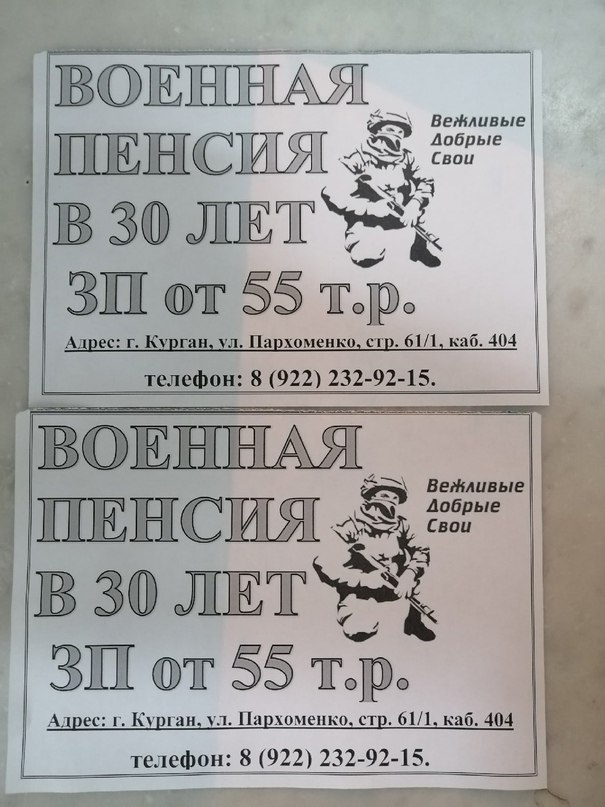 ВОЕННАЯ
ПЕНСИЯ
В 30 ЛЕТ
Вежливые
Добрые
Свои
ЗП от 55 т.р.
Адрес: г. Курган, ул. Пархоменко, стр. 61/1, каб. 404
телефон: 8 (922) 232-92-15.
ВОЕННАЯ
ПЕНСИЯ
В 30 ЛЕТ
Вежливые
Добрые
Свои
ЗП от 55 т.р.
Адрес: г. Курган, ул. Пархоменко, стр. 61/1, каб. 404
телефон: 8 (922) 232-92-15.